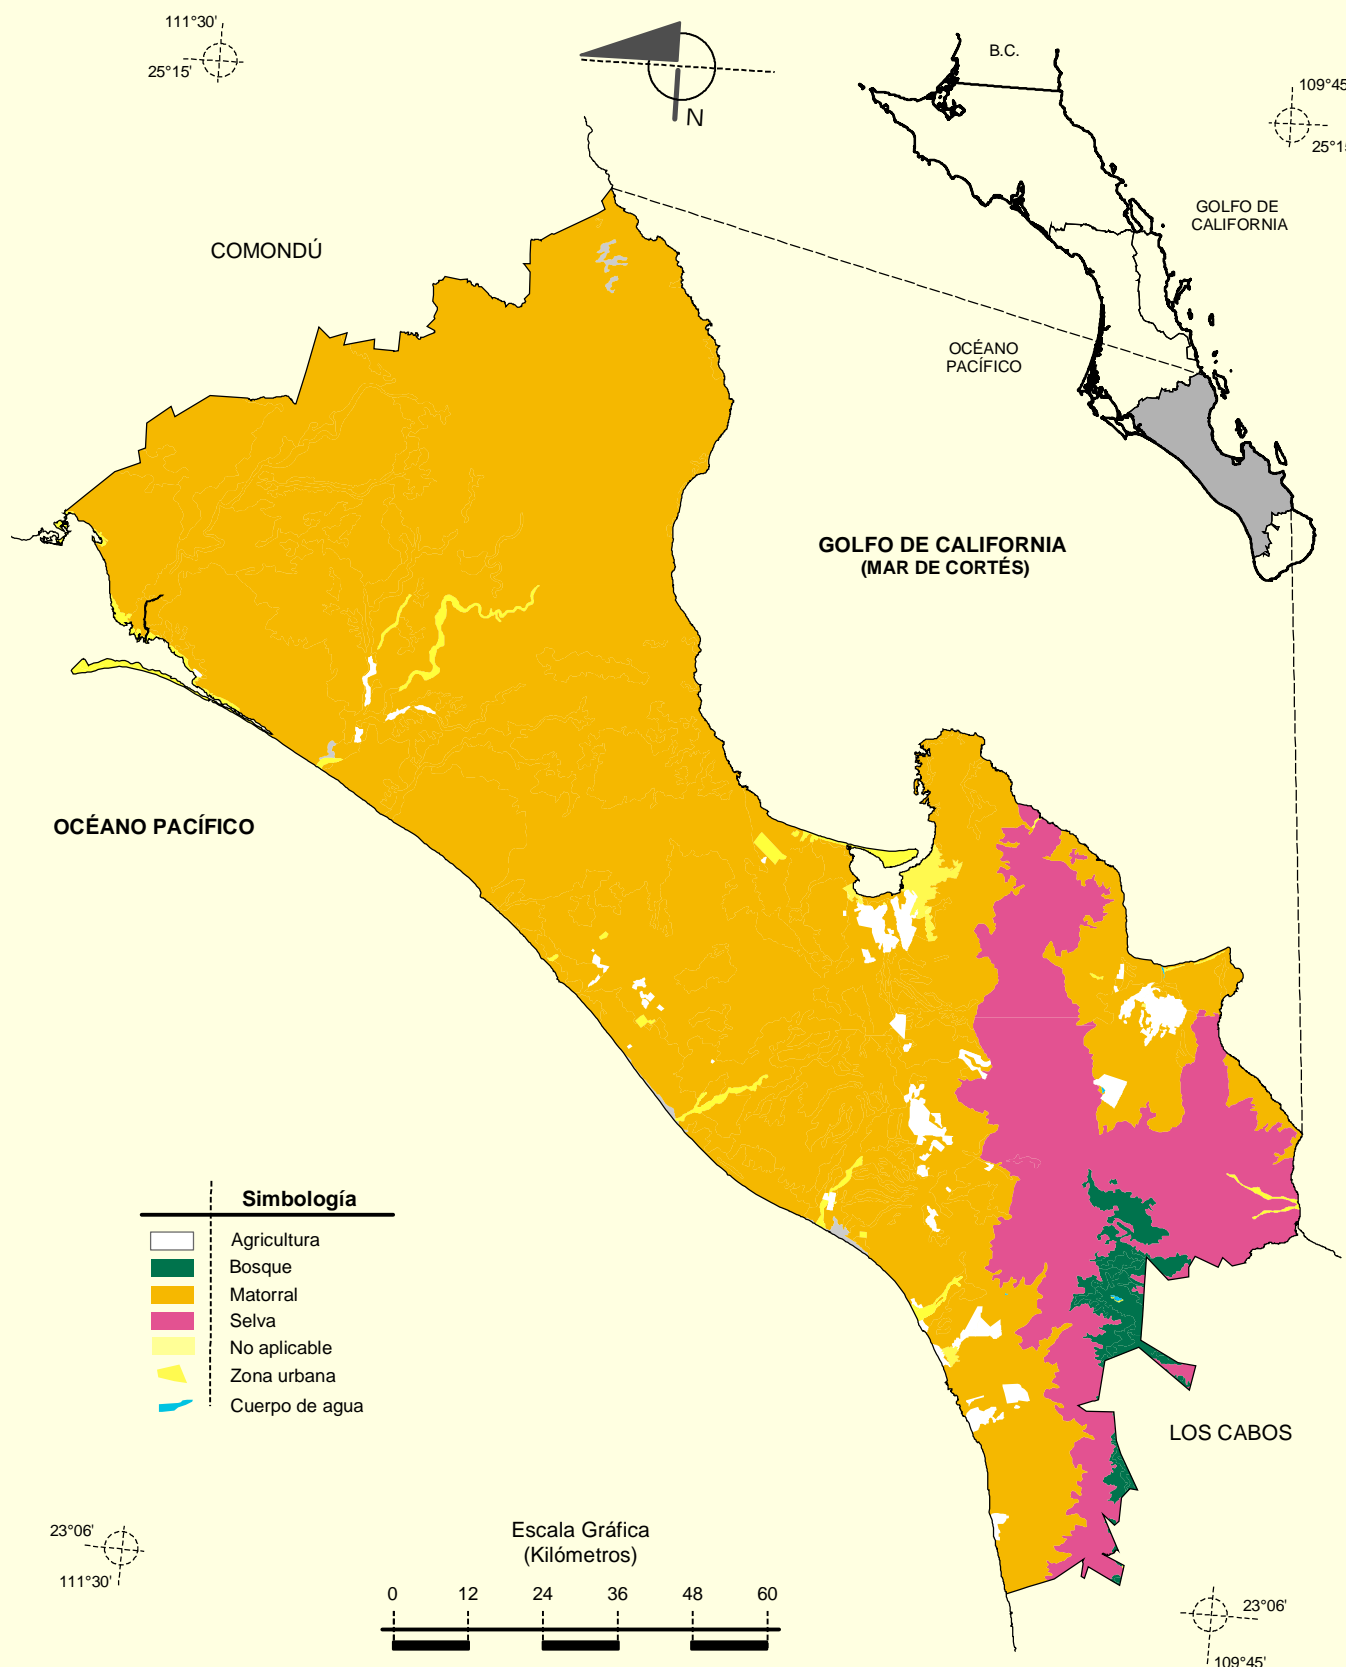 111°30'
25°15'
N
B.C.
109°45'
GOLFO DE
CALIFORNIA
COMONDÚ
OCÉANO
PACÍFICO
GOLFO DE CALIFORNIA
(MAR DE CORTÉS)
OCÉANO PACÍFICO
Simbología
Agricultura
Bosque
Matorral
Selva
No aplicable
Zona urbana
Cuerpo de agua
LOS CABOS
Escala Gráfica
(Kilómetros)
0 12 24 36 48 60
23°06'
111°30'
23°06'
109°45'